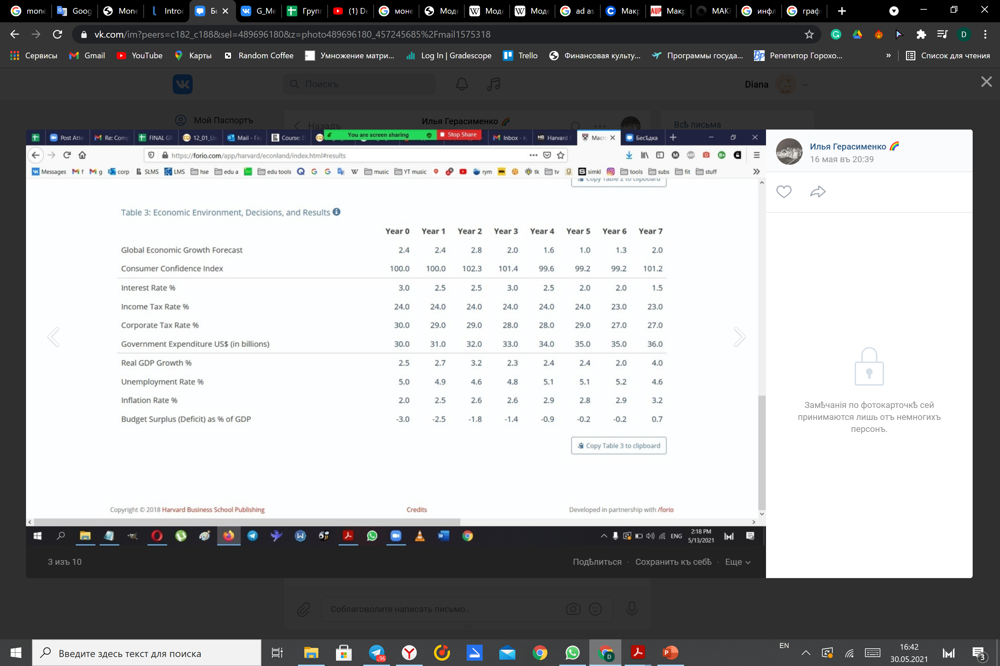 mone Goog Mone Introd Бе G_Me Групп (1) De моне Моде Моде Моде ad as Макр Макр МАКР инфл граф
vk.com/im?peers=c182_c188&sel=489696180&z=photo489696180_457245685%2Fmail1575318 D
Сервисы Gmail YouTube Карты Random Coffee Умножение матри... Log In | Gradescope Trello Финансовая культу... Программы госуда... Репетитор Горохо... » Список для чтения
Поискъ Diana
Мой Паспортъ Назадъ Илья Герасименко Всѣ письма
Post Atte Re: Comp FINAL GR 12_01_Us Mail - Ге Course: D You are screen sharing Stop Share Inbox - k Harvard Macro Бесѣдка
https://forio.com/app/harvard/econland/index.html#results
Messages f g corp SLMS LMS hse edu a edu tools music YT music rym tk tv simkl tools subs fit stuff
Copy Table 2 to clipboard
Table 3: Economic Environment, Decisions, and Results
Year 0 Year 1 Year 2 Year 3 Year 4 Year 5 Year 6 Year 7
Global Economic Growth Forecast 2.4 2.4 2.8 2.0 1.6 1.0 1.3 2.0
Consumer Confidence Index 100.0 100.0 102.3 101.4 99.6 99.2 99.2 101.2
Interest Rate % 3.0 2.5 2.5 3.0 2.5 2.0 2.0 1.5
Income Tax Rate % 24.0 24.0 24.0 24.0 24.0 24.0 23.0 23.0
Corporate Tax Rate % 30.0 29.0 29.0 28.0 28.0 29.0 27.0 27.0
Government Expenditure US$ (in billions) 30.0 31.0 32.0 33.0 34.0 35.0 35.0 36.0
Real GDP Growth % 2.5 2.7 3.2 2.3 2.4 2.4 2.0 4.0
Unemployment Rate % 5.0 4.9 4.6 4.8 5.1 5.1 5.2 4.6
Inflation Rate % 2.0 2.5 2.6 2.6 2.9 2.8 2.9 3.2
Budget Surplus (Deficit) as % of GDP -3.0 -2.5 -1.8 -1.4 -0.9 -0.2 -0.2 0.7
Copy Table 3 to clipboard
Copyright © 2018 Harvard Business School Publishing Credits Developed in partnership with /forio
ENG 2:18 PM
5/13/2021
3 изъ 10 Подѣлиться · Сохранить къ себѣ · Еще
Илья Герасименко
16 мая въ 20:39
Замѣчанія по фотокарточкѣ сей
принимаются лишь отъ немногихъ
персонъ.
Соблаговолите написать письмо..
Введите здесь текст для поиска ..96 EN 16:42
30.05.2021 3